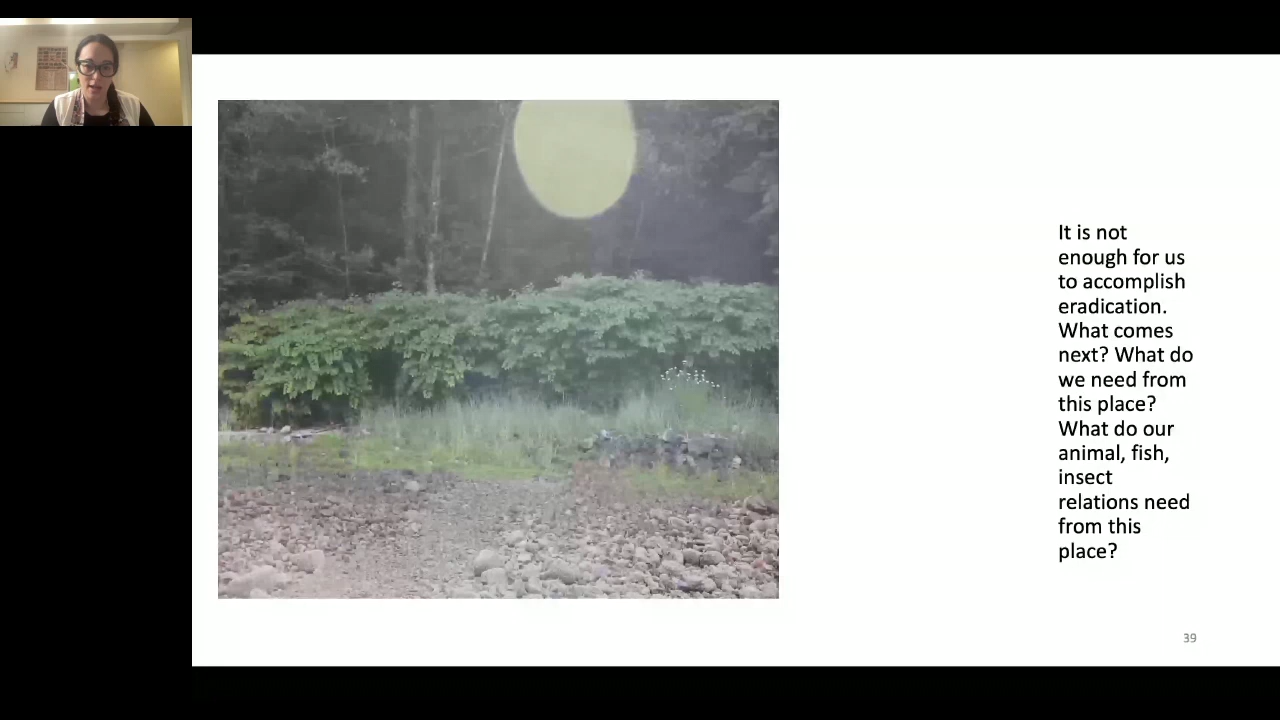 It is not
enough for us
to accomplish
eradication.
What comes
next? What do
we need from
this place?
What do our
animal, fish,
insect
relations need
from this
place?
39